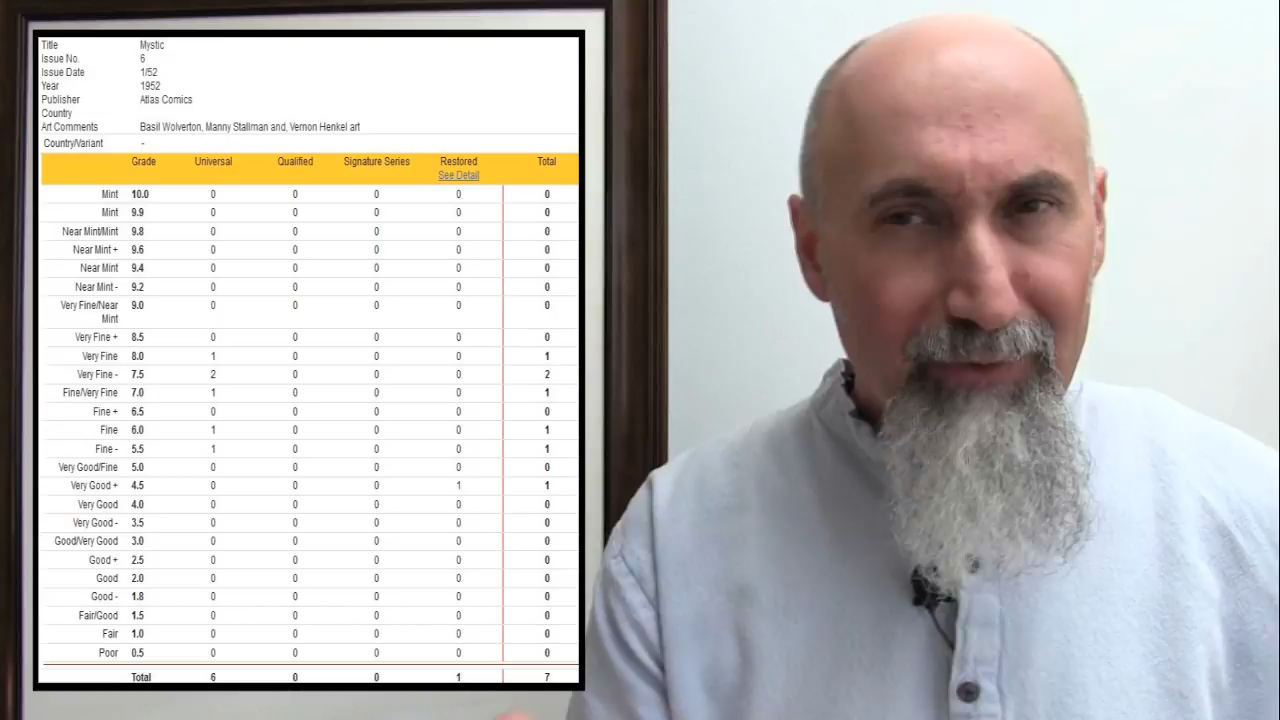 Title Mystic
Issue No. 6
Issue Date 1/52
Year 1952
Publisher Atlas Comics
Country
Art Comments Basil Wolverton, Manny Stallman and, Vernon Henkel art
Country/Variant -
Grade Universal Qualified Signature Series Restored Total
See Detail
Mint 10.0 0 0 0 0 0
Mint 9.9 0 0 0 0 0
Near Mint/Mint 9.8 0 0 0 0 0
Near Mint + 9.6 0 0 0 0 0
Near Mint 9.4 0 0 0 0 0
Near Mint - 9.2 0 0 0 0 0
Very Fine/Near 9.0 0 0 0 0 0
Mint
Very Fine + 8.5 0 0 0 0 0
Very Fine 8.0 1 0 0 0 1
Very Fine - 7.5 2 0 0 0 2
Fine/Very Fine 7.0 1 0 0 0 1
Fine + 6.5 0 0 0 0 0
Fine 6.0 1 0 0 0 1
Fine - 5.5 1 0 0 0 1
Very Good/Fine 5.0 0 0 0 0 0
Very Good + 4.5 0 0 0 1 1
Very Good 4.0 0 0 0 0 0
Very Good - 3.5 0 0 0 0 0
Good/Very Good 3.0 0 0 0 0 0
Good + 2.5 0 0 0 0 0
Good 2.0 0 0 0 0 0
Good - 1.8 0 0 0 0 0
Fair/Good 1.5 0 0 0 0 0
Fair 1.0 0 0 0 0 0
Poor 0.5 0 0 0 0 0
Total 6 0 0 1 7